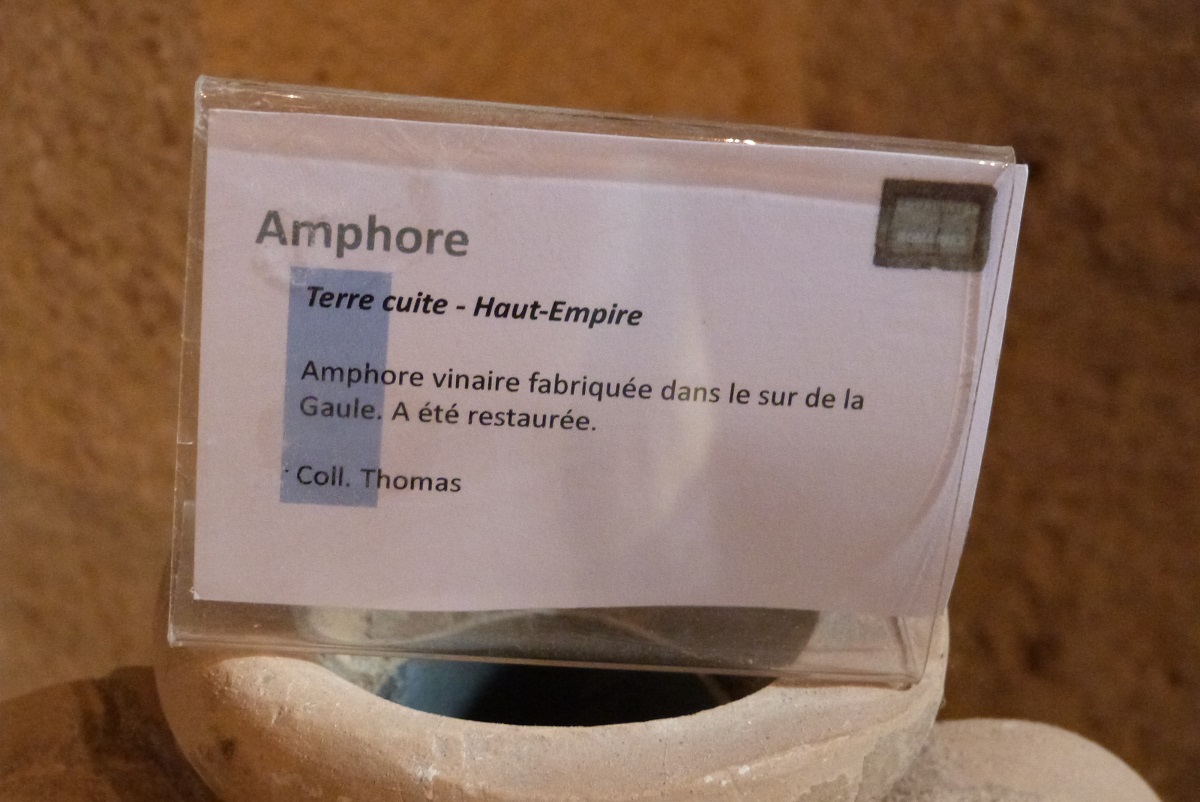 Amphore
Terre cuite - Haut-Empire
Amphore vinaire fabriquée dans le sur de la
Gaule. A été restaurée.
Coll. Thomas